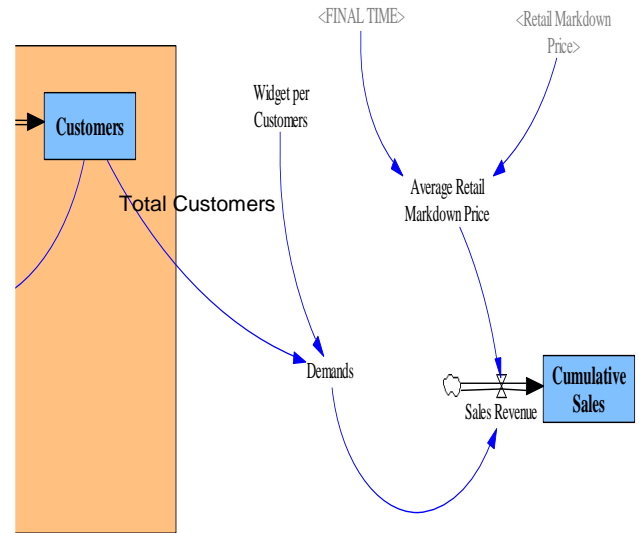 <FINAL TIME>
<Retail Markdown
Price>
Widget per
Customers
Customers
Total Customers
Average Retail
Markdown Price
Demands
Cumulative
Sales
Sales Revenue